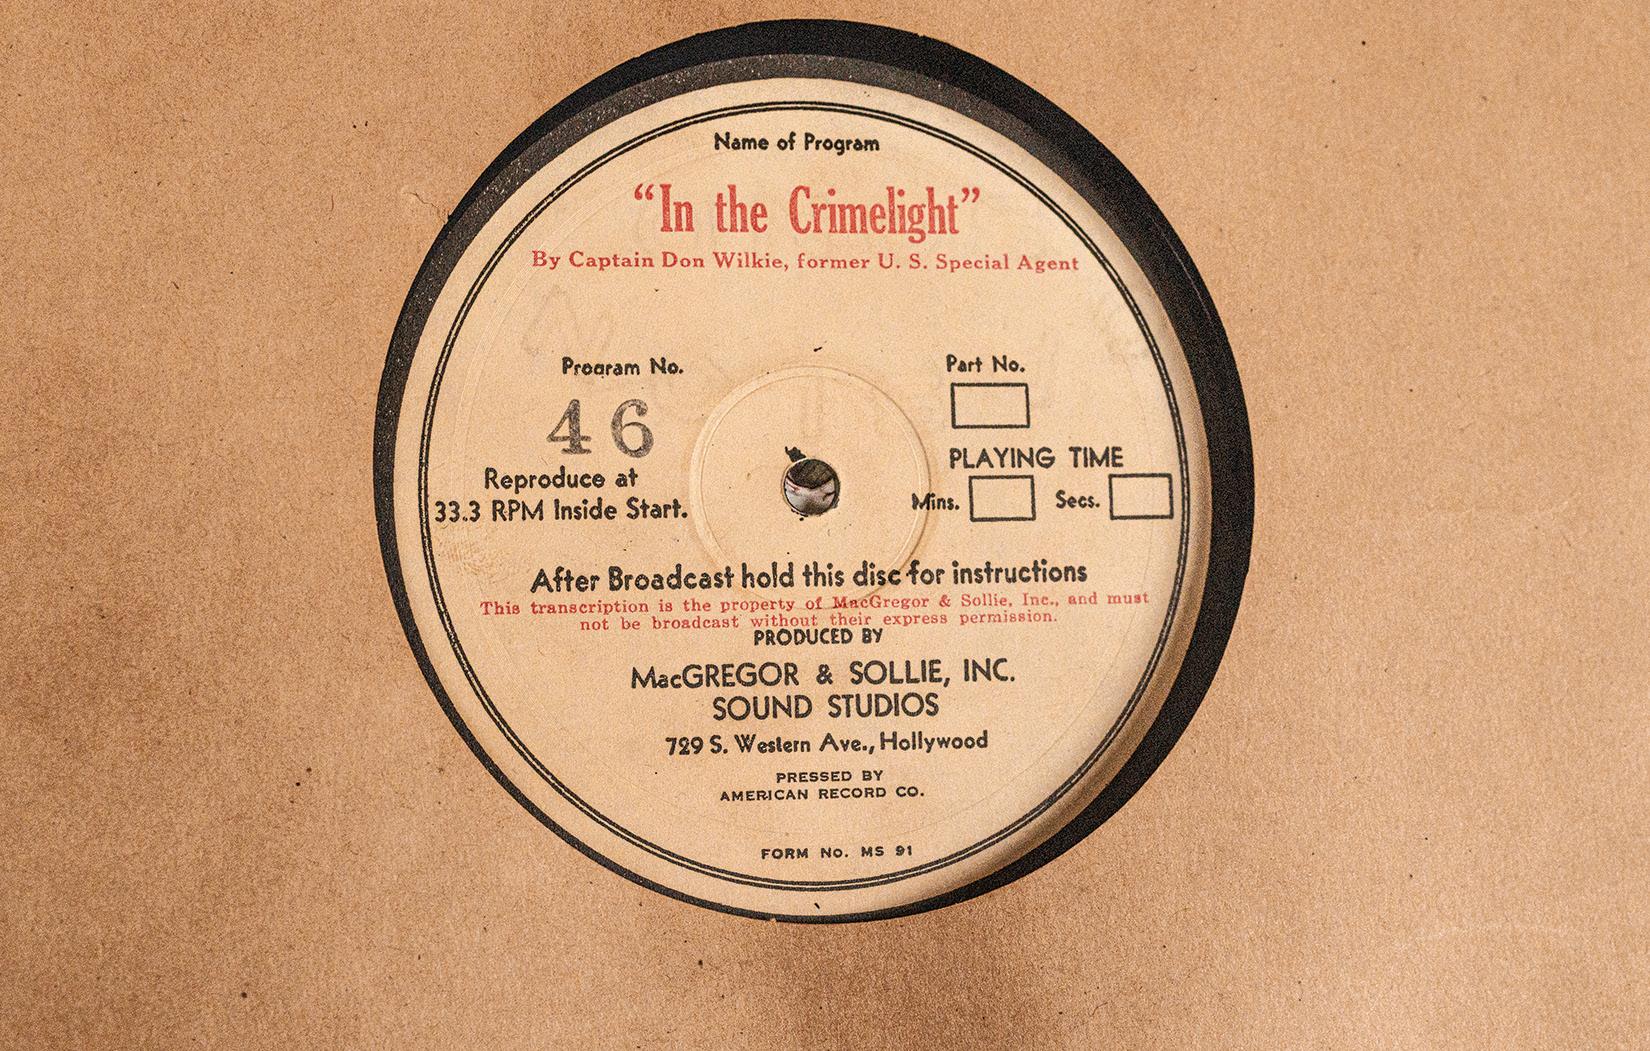 Name of Program
“In the Crimelight”
By Captain Don Wilkie, former U. S. Special Agent
Program No.
Part No.
46
PLAYING TIME
Reproduce at
33.3 RPM Inside Start.
Mins.
Secs.
After Broadcast hold this disc for instructions
This transcription is the property of MacGregor & Sollie, Inc., and must
not be broadcast without their express permission.
PRODUCED BY
MacGREGOR & SOLLIE, INC.
SOUND STUDIOS
729 S. Western Ave., Hollywood
PRESSED BY
AMERICAN RECORD CO.
FORM NO. MS 91